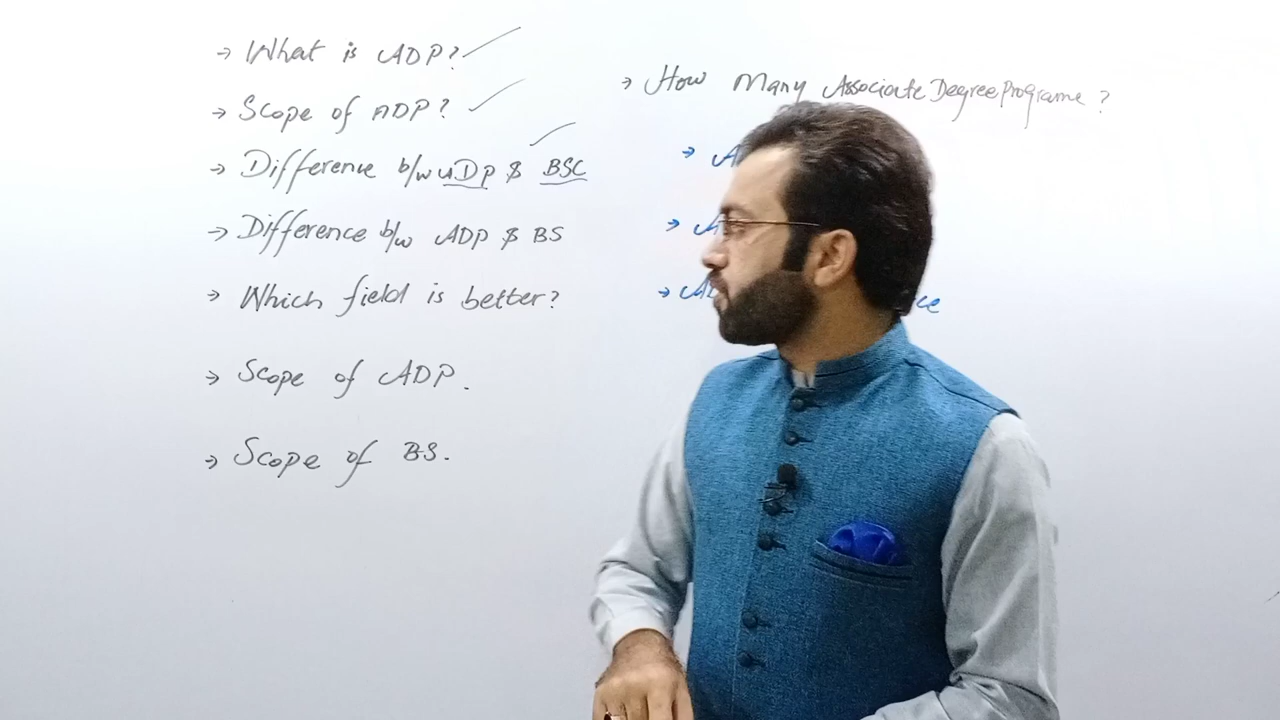 → What is ADP? ✓
→ Scope of ADP? ✓
→ Difference b/w ADP & BSC ✓
→ Difference b/w ADP & BS
→ Which field is better?
→ Scope of ADP.
→ Scope of BS.
→ How Many Associate Degree Programe ?